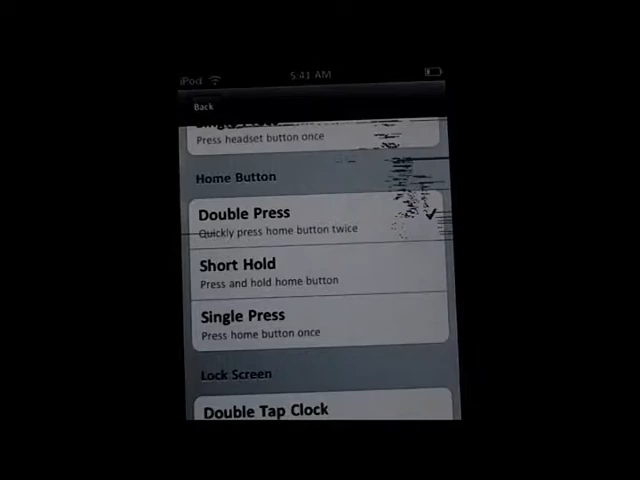 iPod 5:41 AM
Back
Press headset button once
Home Button
Double Press
Quickly press home button twice
Short Hold
Press and hold home button
Single Press
Press home button once
Lock Screen
Double Tap Clock